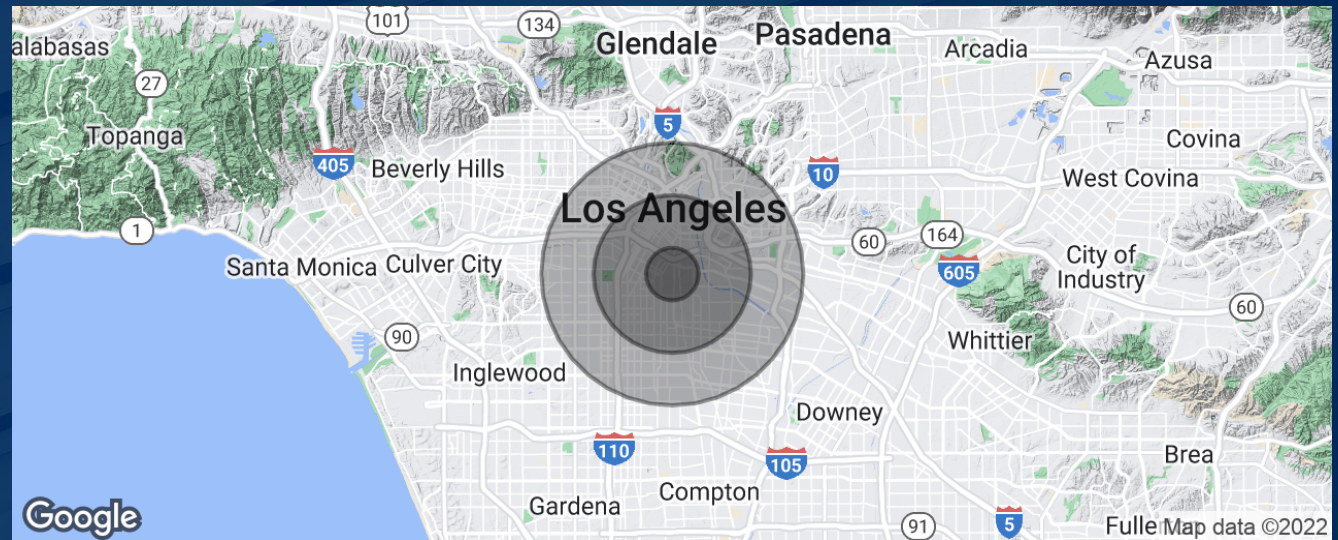 101
134
Glendale
Pasadena
Arcadia
alabasas
Azusa
27
5
Topanga
Covina
405
Beverly Hills
10
West Covina
Los Angeles
1
60
164
Santa Monica
Culver City
605
City of
Industry
60
90
Whittier
Inglewood
Downey
110
105
Brea
Compton
Gardena
Google
91
5
Fulle
Map data ©2022